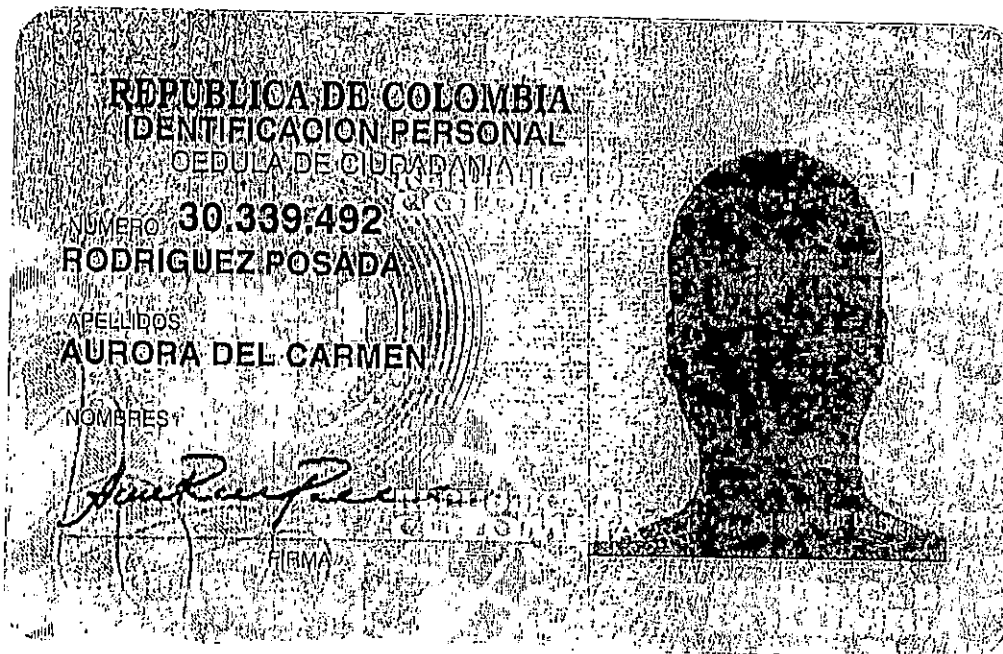 REPUBLICA DE COLOMBIA
IDENTIFICACION PERSONAL
CEDULA DE CIUDADANIA
NUMERO 30.339.492
RODRIGUEZ POSADA
APELLIDOS
AURORA DEL CARMEN
NOMBRES
FIRMA
COLOMBIA